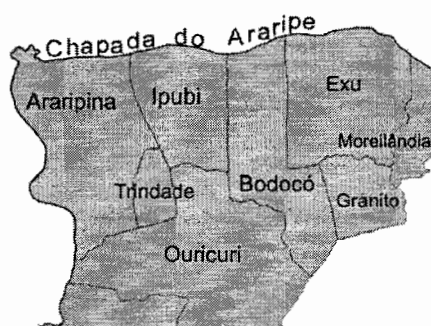 Chapada do Araripe
Araripina
Ipubi
Exu
Moreilândia
Trindade
Bodocó
Granito
Ouricuri